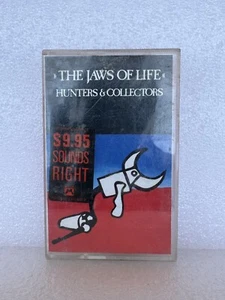 THE JAWS OF LIFE
HUNTERS & COLLECTORS
$9.95
SOUNDS
RIGHT